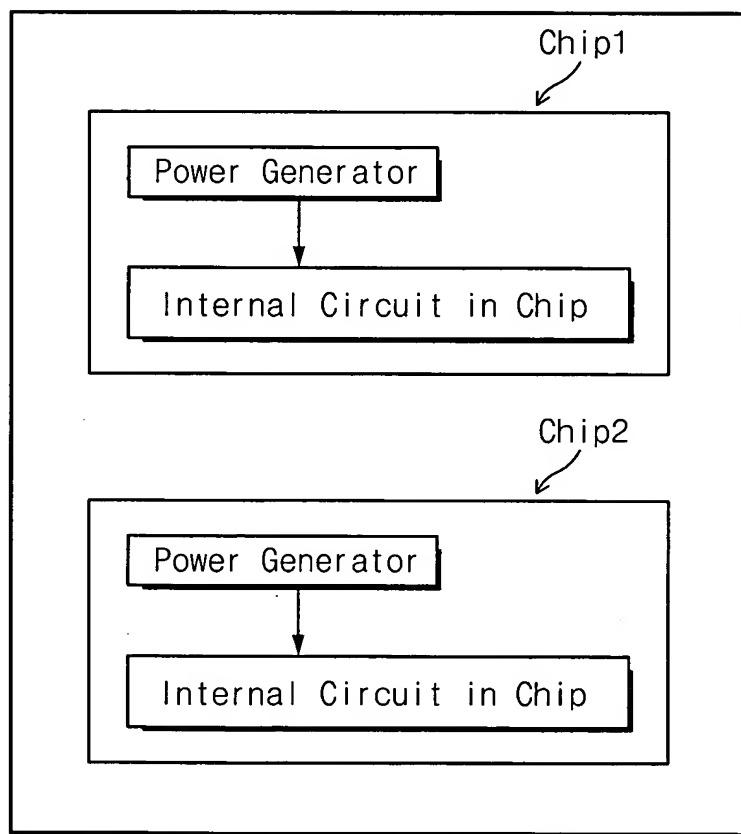 Chip1
Power Generator
Internal Circuit in Chip
Chip2
Power Generator
Internal Circuit in Chip